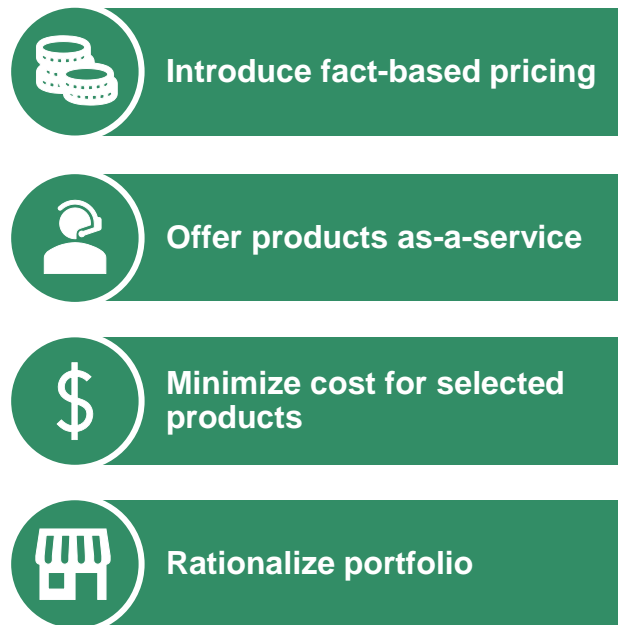 Introduce fact-based pricing
Offer products as-a-service
Minimize cost for selected
products
Rationalize portfolio